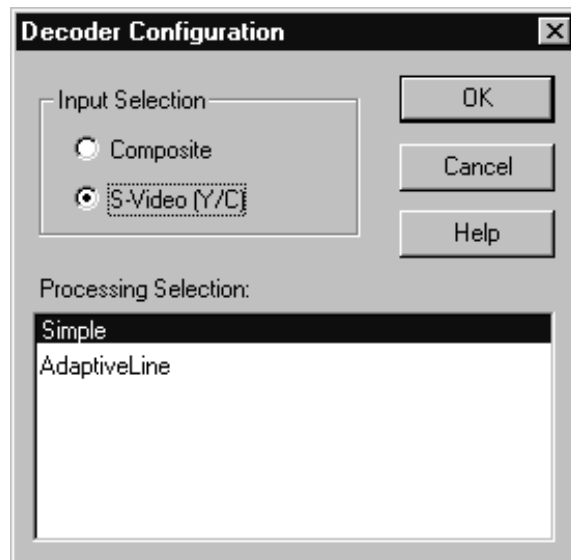 Decoder Configuration
Input Selection
Composite
S-Video (Y/C)
OK
Cancel
Help
Processing Selection:
Simple
AdaptiveLine